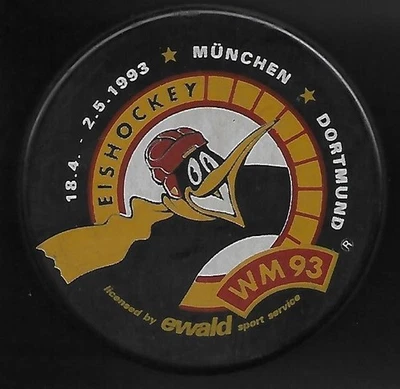 18.4. - 2.5.1993 ★ MÜNCHEN ★ DORTMUND
EISHOCKEY
WM 93
®
licensed by ewald sport service